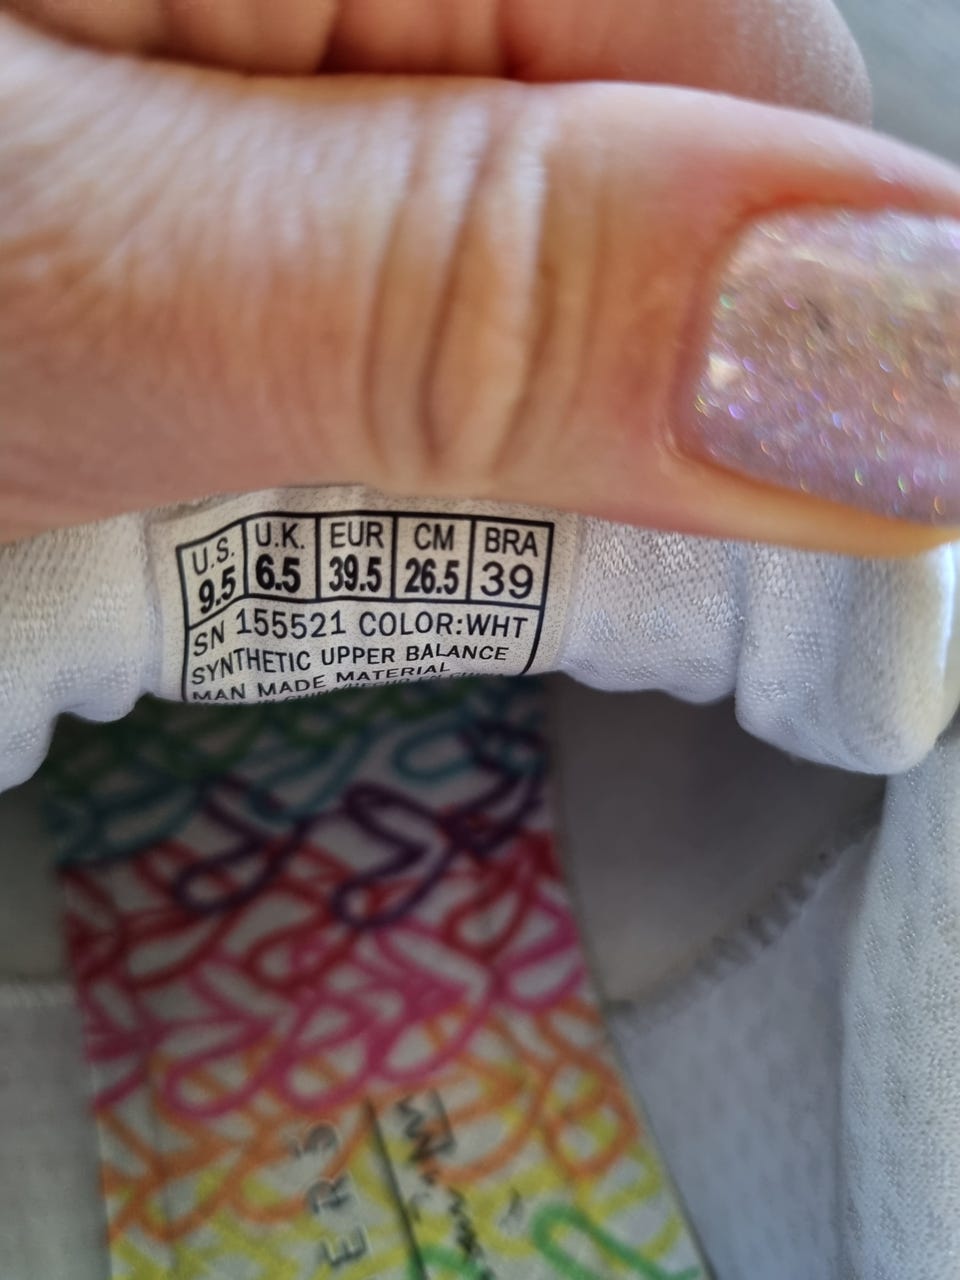 U.S. U.K. EUR CM BRA
9.5 6.5 39.5 26.5 39
SN 155521 COLOR:WHT
SYNTHETIC UPPER BALANCE
MAN MADE MATERIAL
ERS